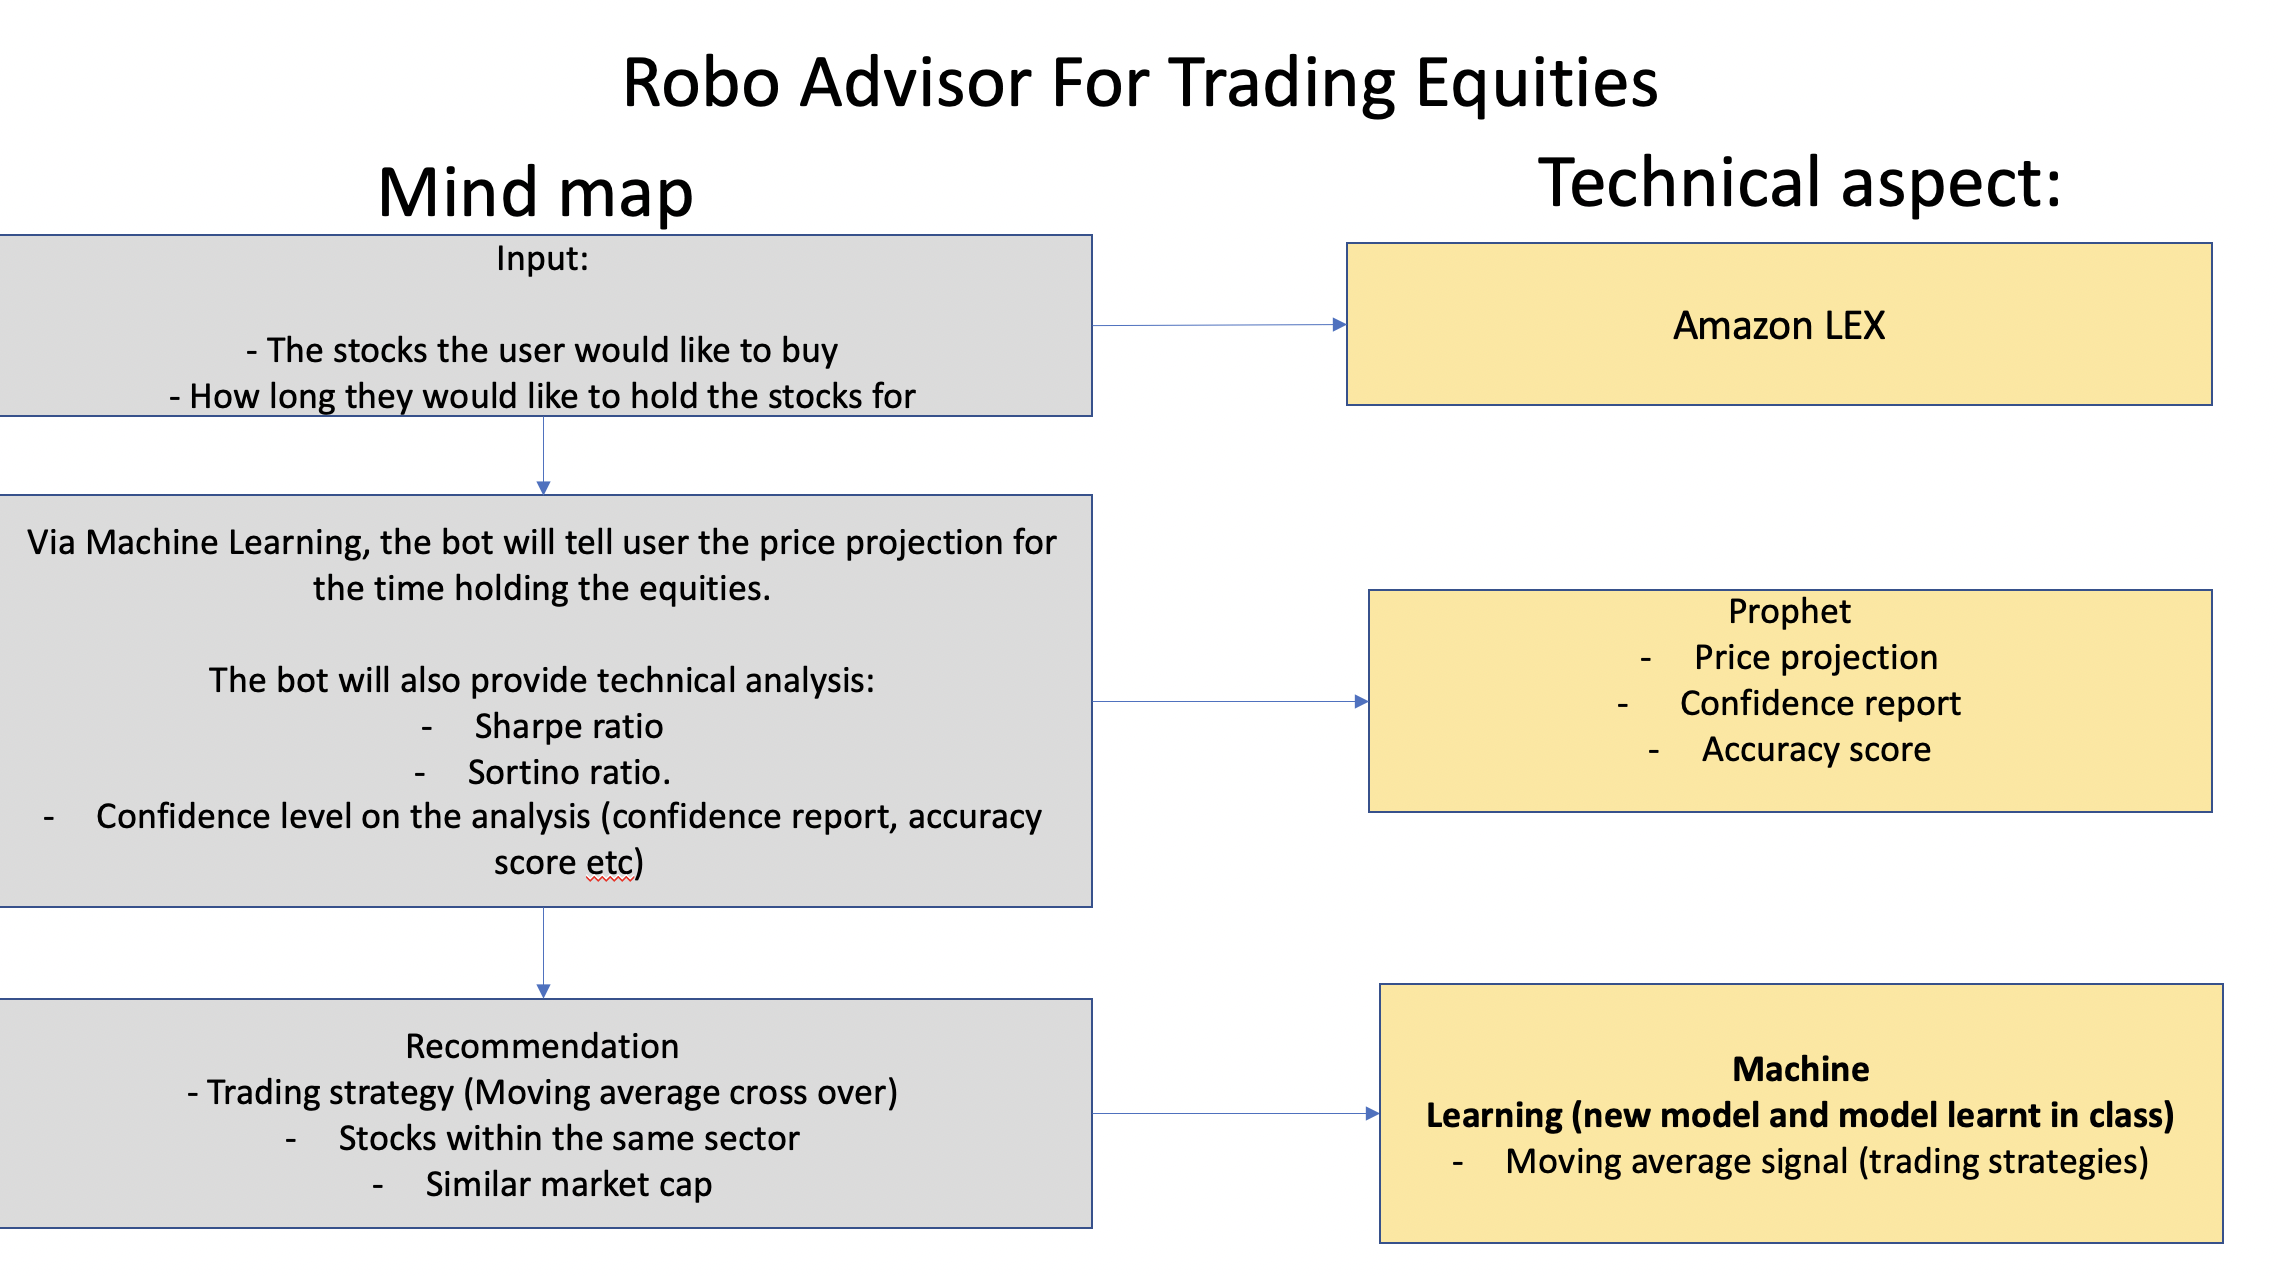 Robo Advisor For Trading Equities
Mind map
Technical aspect:
Input:
- The stocks the user would like to buy
- How long they would like to hold the stocks for
Amazon LEX
Via Machine Learning, the bot will tell user the price projection for
the time holding the equities.
The bot will also provide technical analysis:
- Sharpe ratio
- Sortino ratio.
- Confidence level on the analysis (confidence report, accuracy
score etc)
Prophet
- Price projection
- Confidence report
- Accuracy score
Recommendation
- Trading strategy (Moving average cross over)
- Stocks within the same sector
- Similar market cap
Machine
Learning (new model and model learnt in class)
- Moving average signal (trading strategies)